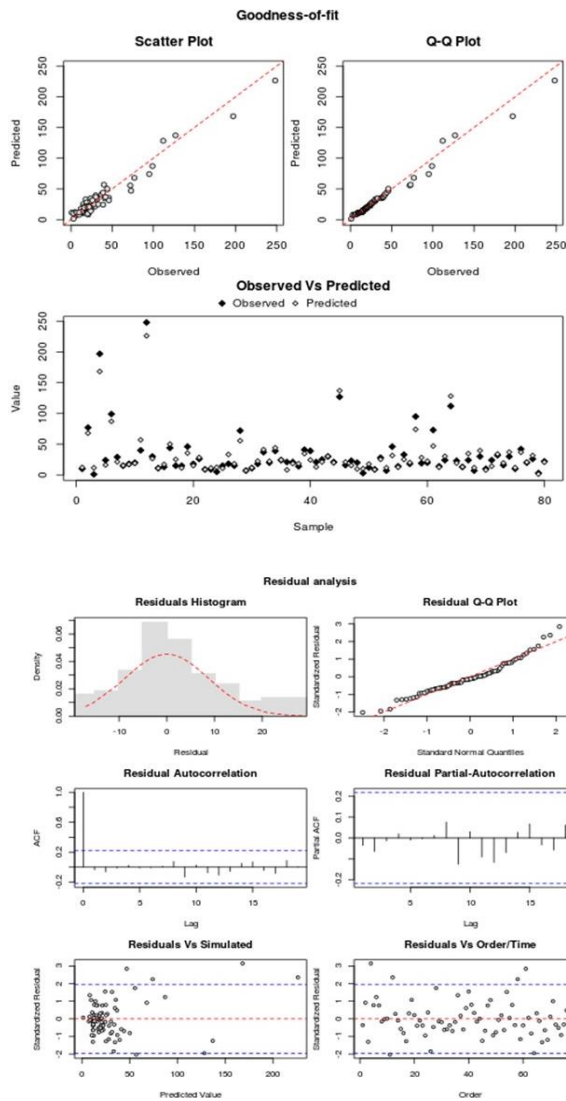 Goodness-of-fit
Scatter Plot
Q-Q Plot
Predicted
0 50 100 150 200 250
0 50 100 150 200 250
Observed
Predicted
0 50 100 150 200 250
0 50 100 150 200 250
Observed
Observed Vs Predicted
Observed Predicted
Value
0 50 100 150 200 250
0 20 40 60 80
Sample
Residual analysis
Residuals Histogram
Residual Q-Q Plot
Density
0.00 0.02 0.04 0.06
-10 0 10 20
Residual
Standardized Residual
-2 -1 0 1 2 3
-2 -1 0 1 2
Standard Normal Quantiles
Residual Autocorrelation
Residual Partial-Autocorrelation
ACF
-0.2 0.2 0.6 1.0
0 5 10 15
Lag
Partial ACF
-0.2 0.0 0.1 0.2
5 10 15
Lag
Residuals Vs Simulated
Residuals Vs Order/Time
Standardized Residual
-2 -1 0 1 2 3
0 50 100 150 200
Predicted Value
Standardized Residual
-2 -1 0 1 2 3
0 20 40 60
Order